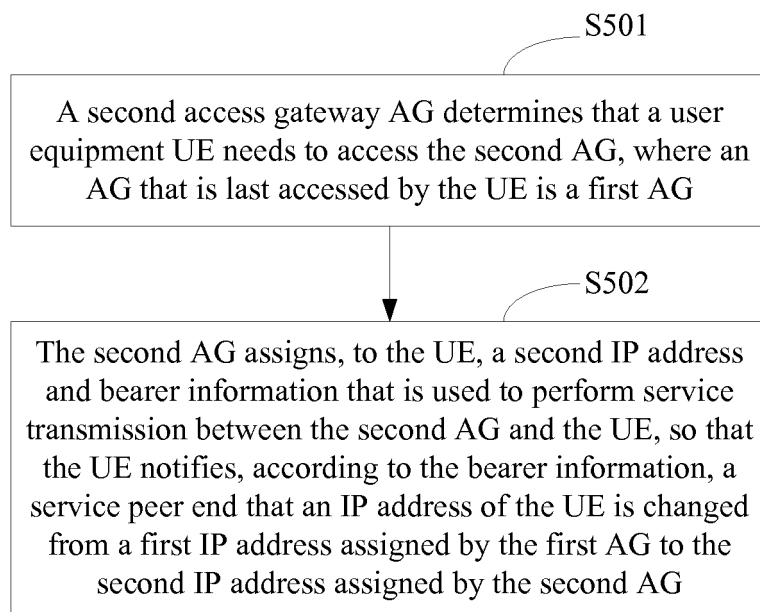 S501
A second access gateway AG determines that a user
equipment UE needs to access the second AG, where an
AG that is last accessed by the UE is a first AG
S502
The second AG assigns, to the UE, a second IP address
and bearer information that is used to perform service
transmission between the second AG and the UE, so that
the UE notifies, according to the bearer information, a
service peer end that an IP address of the UE is changed
from a first IP address assigned by the first AG to the
second IP address assigned by the second AG